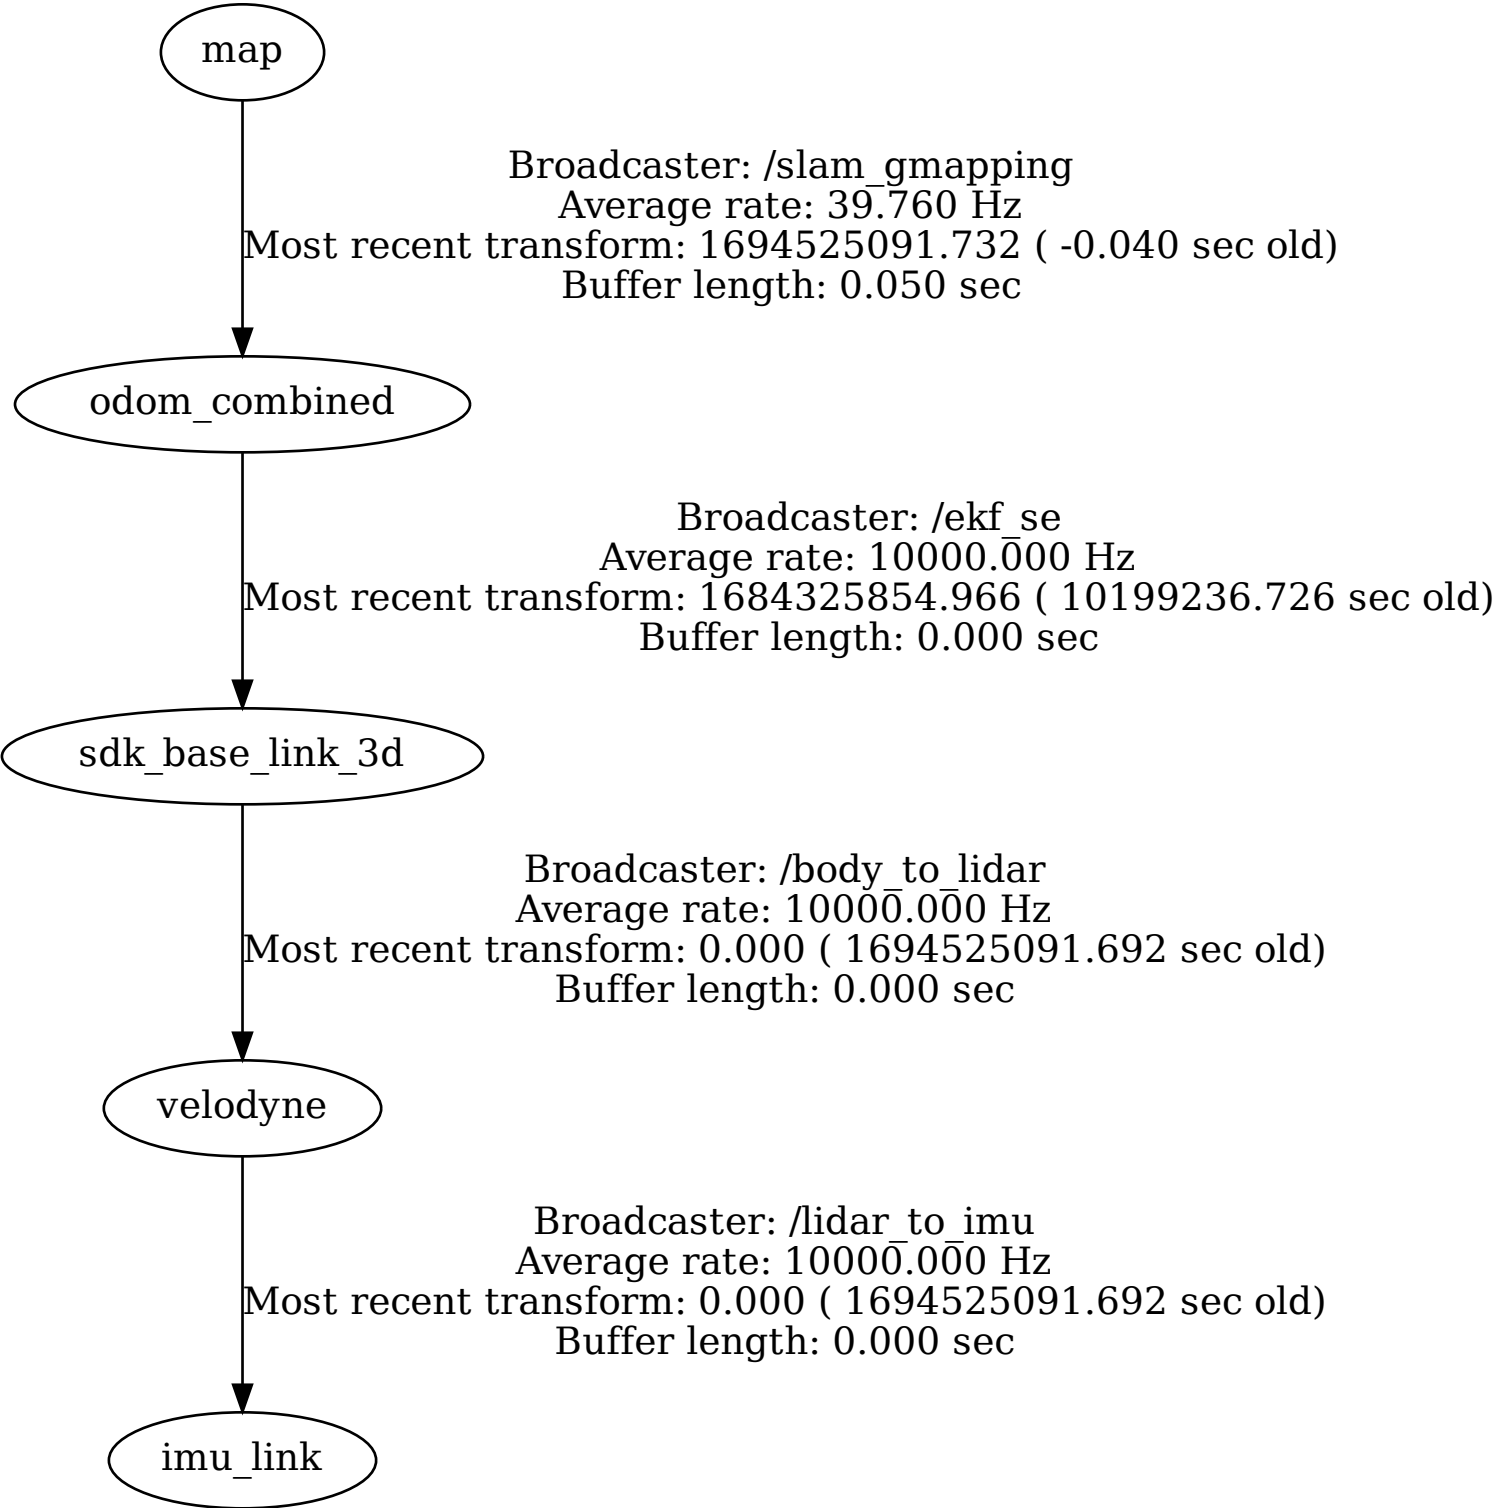 map
Broadcaster: /slam_gmapping
Average rate: 39.760 Hz
Most recent transform: 1694525091.732 ( -0.040 sec old)
Buffer length: 0.050 sec
odom_combined
Broadcaster: /ekf_se
Average rate: 10000.000 Hz
Most recent transform: 1684325854.966 ( 10199236.726 sec old)
Buffer length: 0.000 sec
sdk_base_link_3d
Broadcaster: /body_to_lidar
Average rate: 10000.000 Hz
Most recent transform: 0.000 ( 1694525091.692 sec old)
Buffer length: 0.000 sec
velodyne
Broadcaster: /lidar_to_imu
Average rate: 10000.000 Hz
Most recent transform: 0.000 ( 1694525091.692 sec old)
Buffer length: 0.000 sec
imu_link